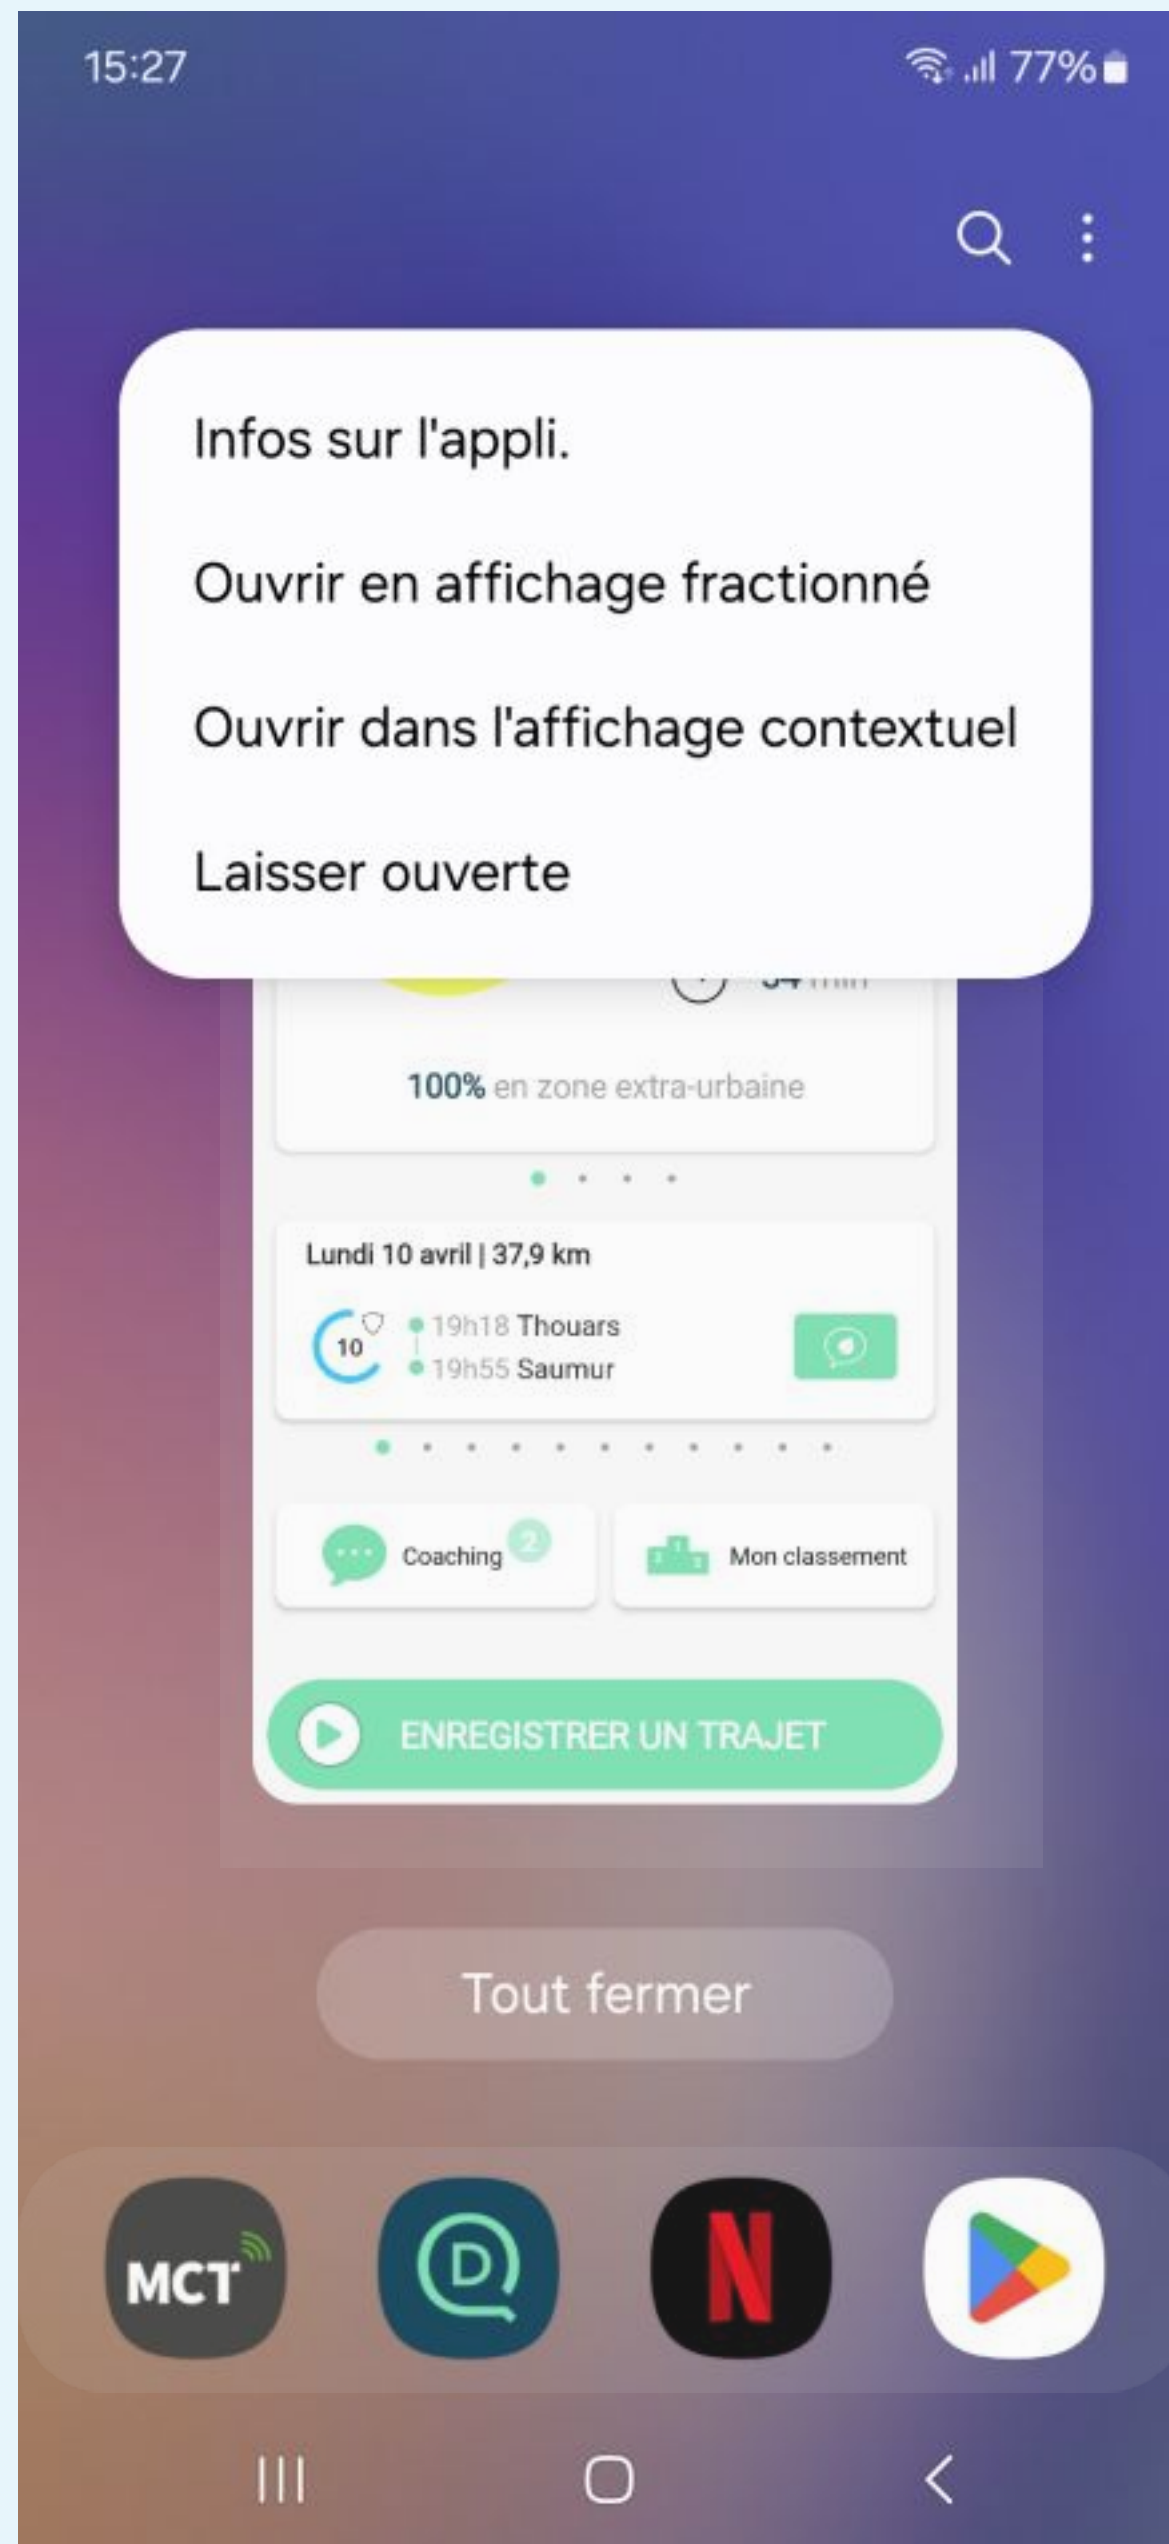 15:27
77%
Infos sur l'appli.
Ouvrir en affichage fractionné
Ouvrir dans l'affichage contextuel
Laisser ouverte
100% en zone extra-urbaine
Lundi 10 avril | 37,9 km
10
19h18 Thouars
19h55 Saumur
Coaching 2
Mon classement
ENREGISTRER UN TRAJET
Tout fermer
MCT
D
N